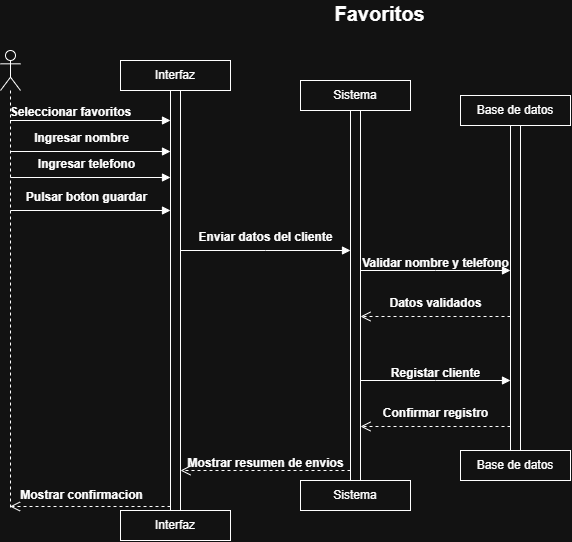 Favoritos
Interfaz
Sistema
Base de datos
Seleccionar favoritos
Ingresar nombre
Ingresar telefono
Pulsar boton guardar
Enviar datos del cliente
Validar nombre y telefono
Datos validados
Registar cliente
Confirmar registro
Mostrar resumen de envios
Base de datos
Mostrar confirmacion
Sistema
Interfaz